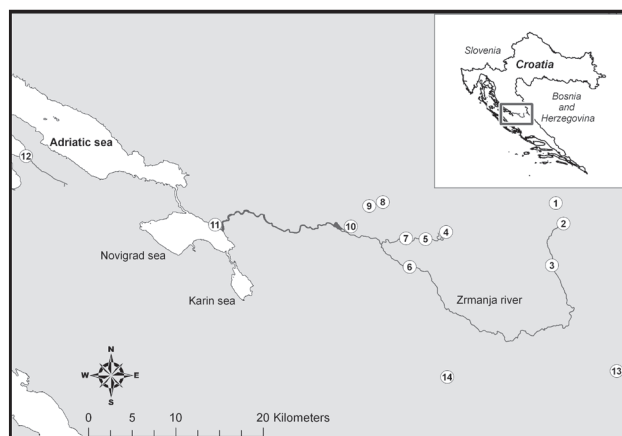 Slovenia
Croatia
Bosnia
and
Herzegovina
Adriatic sea
12
1
9 8
2
11
10
7 5 4
3
6
Novigrad sea
Karin sea
Zrmanja river
N
W E
S
14
13
0 5 10 20 Kilometers